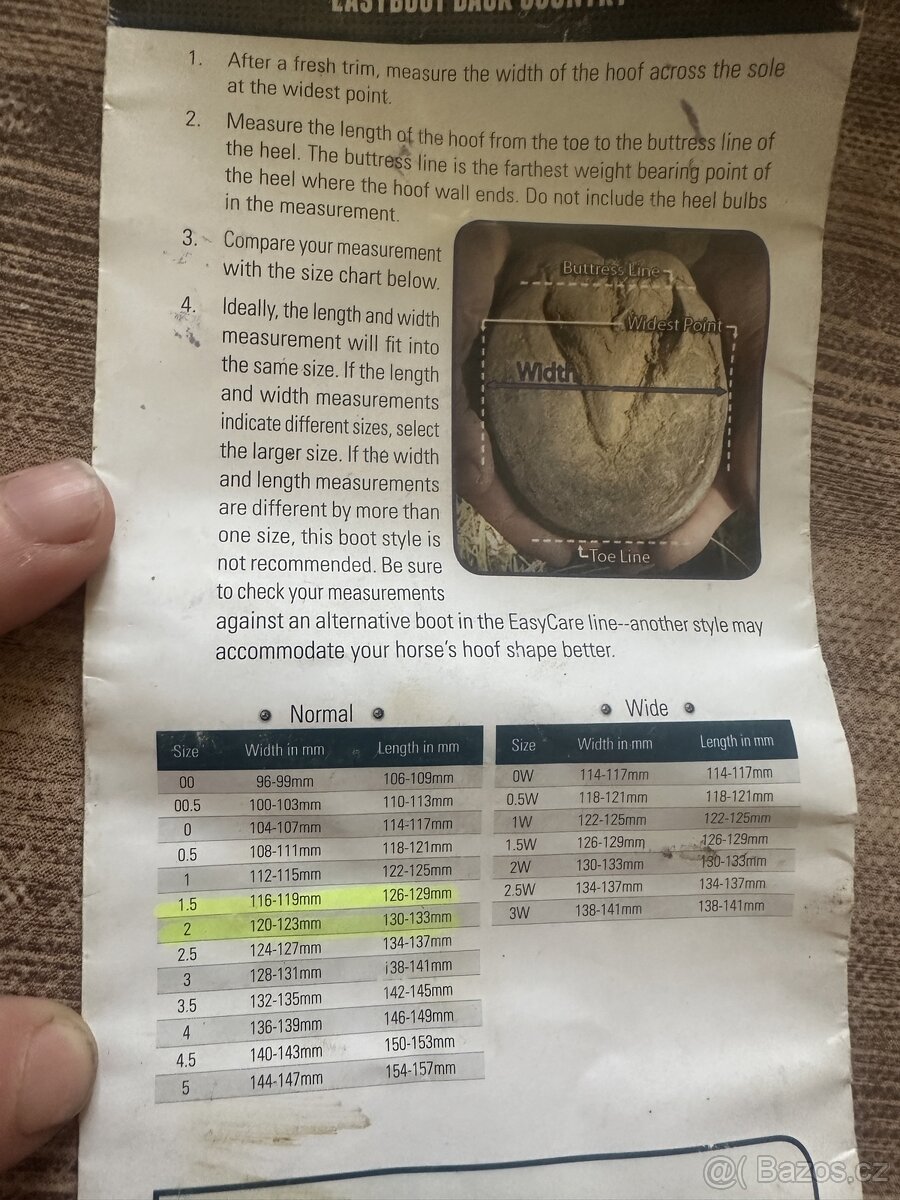 EASYBOOT BACK COUNTRY
1. After a fresh trim, measure the width of the hoof across the sole
at the widest point.
2. Measure the length of the hoof from the toe to the buttress line of
the heel. The buttress line is the farthest weight bearing point of
the heel where the hoof wall ends. Do not include the heel bulbs
in the measurement.
3. Compare your measurement
with the size chart below.
4. Ideally, the length and width
measurement will fit into
the same size. If the length
and width measurements
indicate different sizes, select
the larger size. If the width
and length measurements
are different by more than
one size, this boot style is
not recommended. Be sure
to check your measurements
against an alternative boot in the EasyCare line--another style may
accommodate your horse's hoof shape better.
Buttress Line
Widest Point
Width
Toe Line
Normal
Size Width in mm Length in mm
00 96-99mm 106-109mm
00.5 100-103mm 110-113mm
0 104-107mm 114-117mm
0.5 108-111mm 118-121mm
1 112-115mm 122-125mm
1.5 116-119mm 126-129mm
2 120-123mm 130-133mm
2.5 124-127mm 134-137mm
3 128-131mm 138-141mm
3.5 132-135mm 142-145mm
4 136-139mm 146-149mm
4.5 140-143mm 150-153mm
5 144-147mm 154-157mm
Wide
Size Width in mm Length in mm
0W 114-117mm 114-117mm
0.5W 118-121mm 118-121mm
1W 122-125mm 122-125mm
1.5W 126-129mm 126-129mm
2W 130-133mm 130-133mm
2.5W 134-137mm 134-137mm
3W 138-141mm 138-141mm
@( Bazos.cz